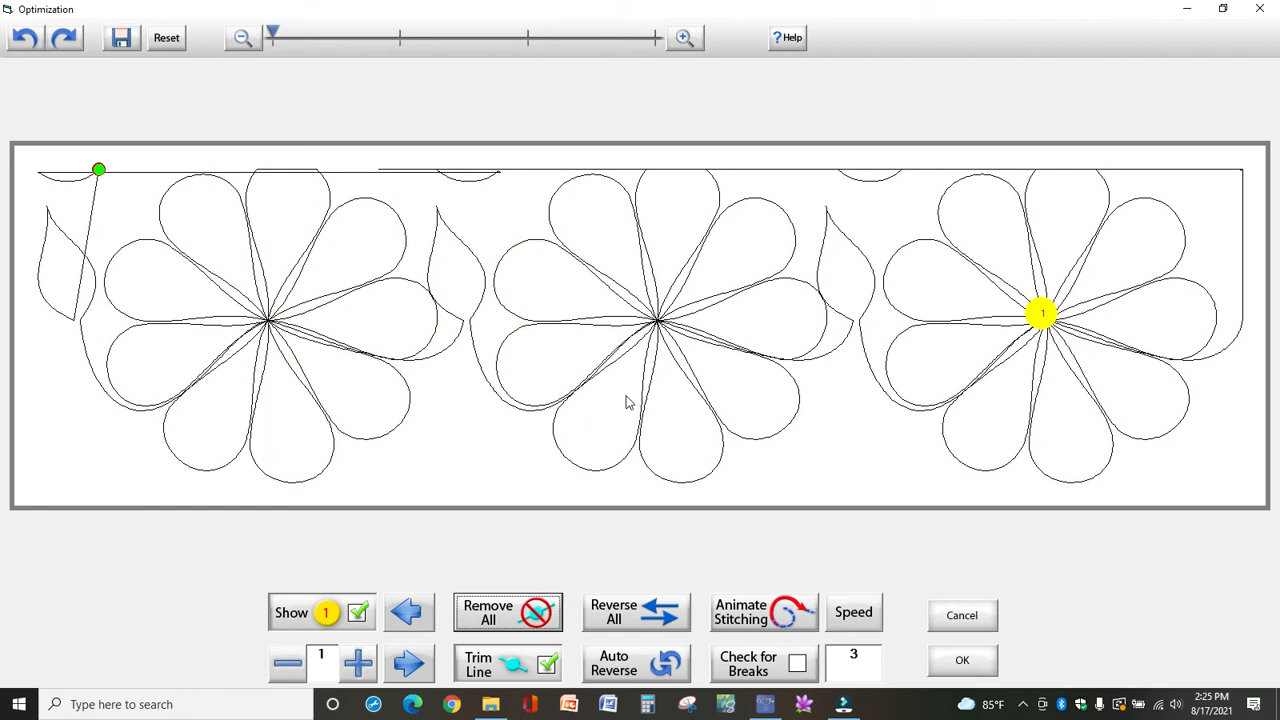 Optimization
Reset
? Help
1
Show 1
Remove All
Reverse All
Animate Stitching
Speed
Cancel
1
Trim Line
Auto Reverse
Check for Breaks
3
OK
Type here to search
85°F
2:25 PM
8/17/2021